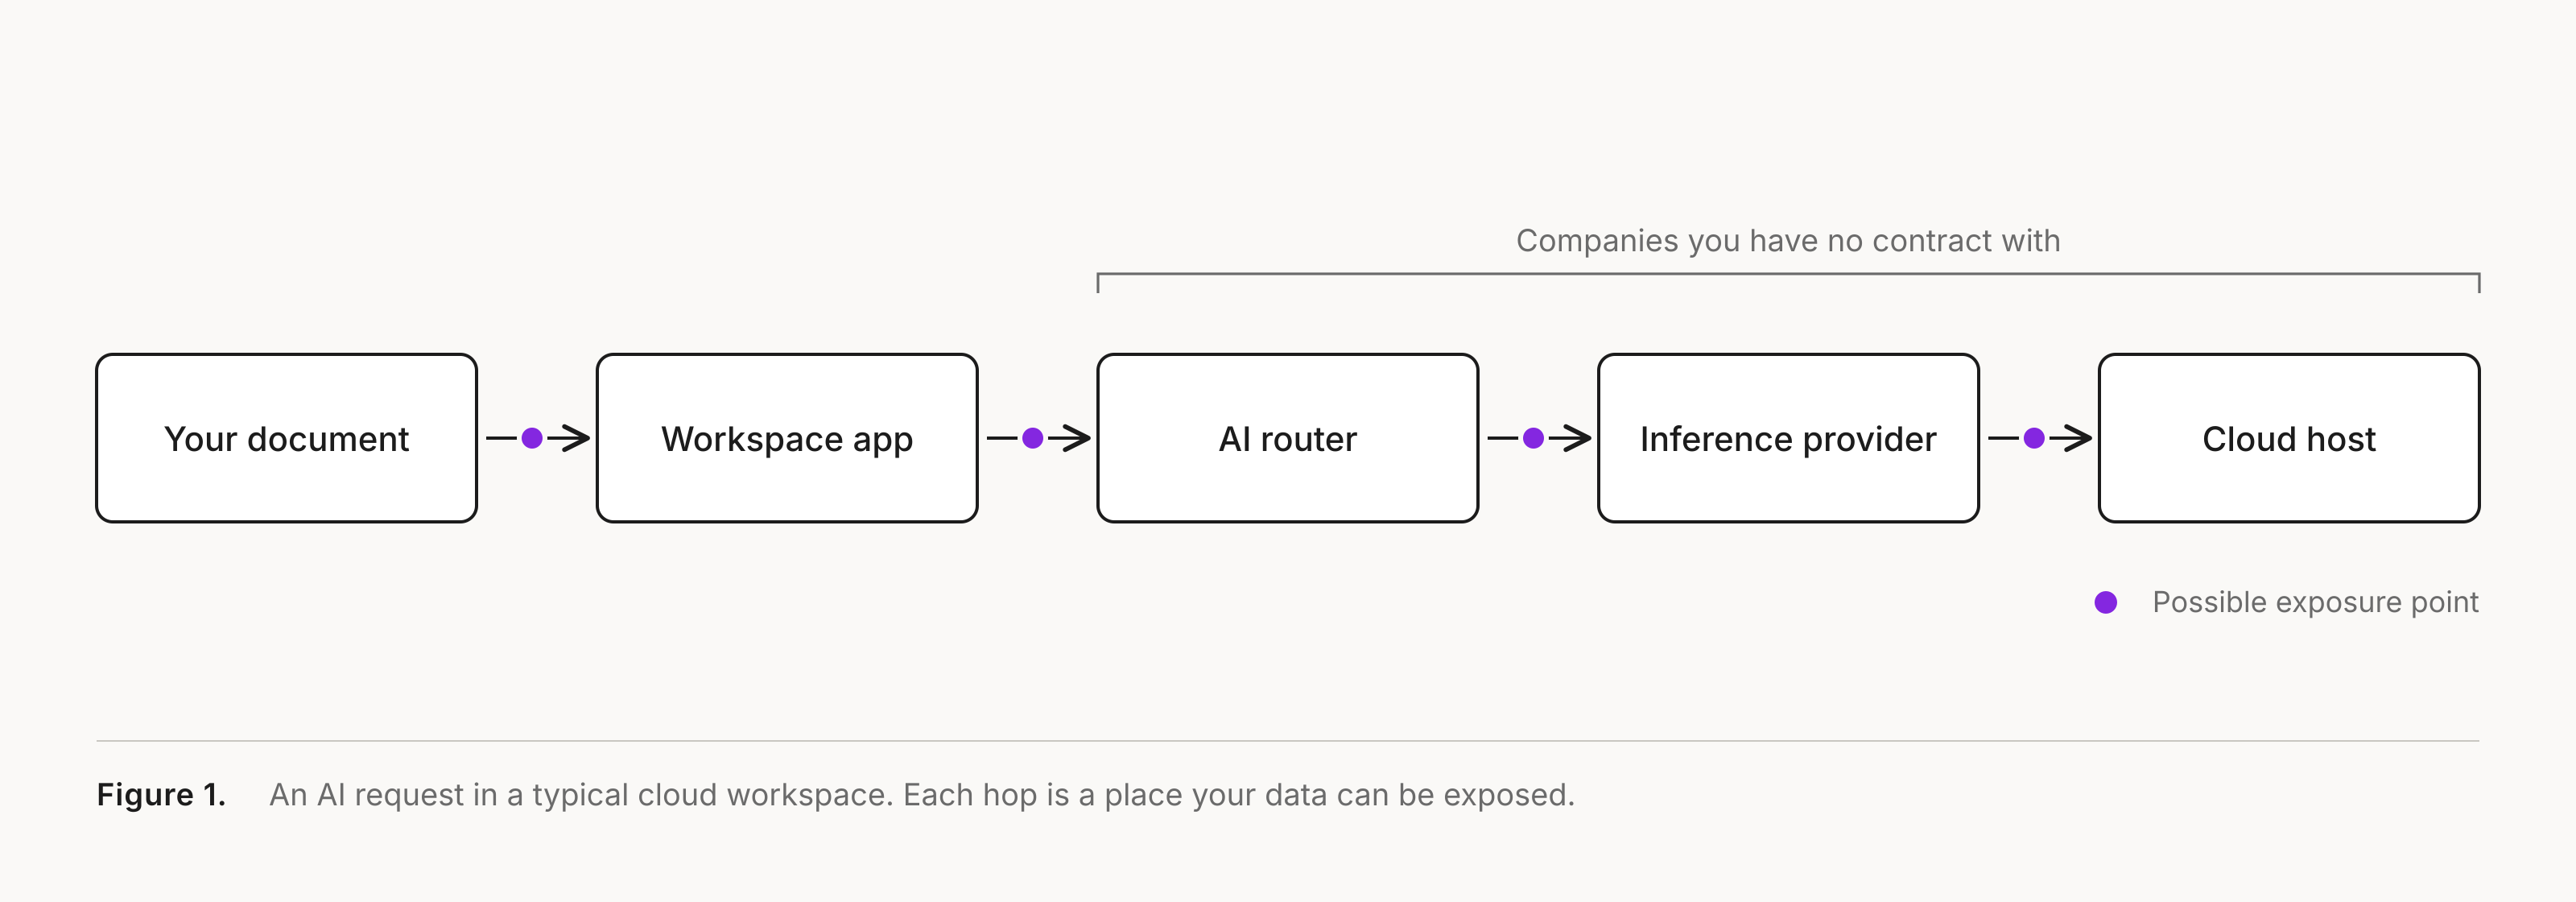 Companies you have no contract with
Your document
Workspace app
AI router
Inference provider
Cloud host
Possible exposure point
Figure 1. An AI request in a typical cloud workspace. Each hop is a place your data can be exposed.